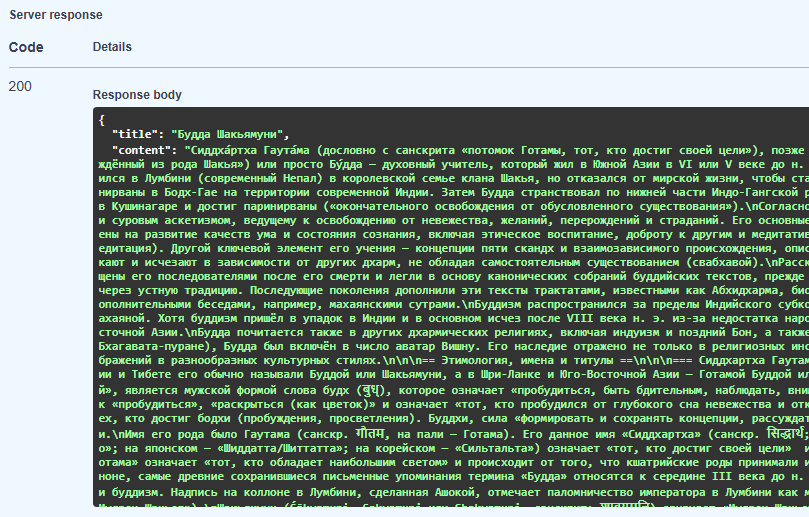 Server response
Code Details
200
Response body
{
"title": "Будда Шакьямуни",
"content": "Сиддха́ртха Гаута́ма (дословно с санскрита «потомок Готамы, тот, кто достиг своей цели»), позже
ждённый из рода Шакья») или просто Бу́дда — духовный учитель, который жил в Южной Азии в VI или V веке до н.
ился в Лумбини (современный Непал) в королевской семье клана Шакья, но отказался от мирской жизни, чтобы ста
нирваны в Бодх-Гае на территории современной Индии. Затем Будда странствовал по нижней части Индо-Гангской р
в Кушинагаре и достиг паринирваны («окончательного освобождения от обусловленного существования»).\nСогласно
и суровым аскетизмом, ведущему к освобождению от невежества, желаний, перерождений и страданий. Его основные
ены на развитие качеств ума и состояния сознания, включая этическое воспитание, доброту к другим и медитатив
едитация). Другой ключевой элемент его учения — концепции пяти скандх и взаимозависимого происхождения, опис
кают и исчезают в зависимости от других дхарм, не обладая самостоятельным существованием (свабхавой).\nРасск
щены его последователями после его смерти и легли в основу канонических собраний буддийских текстов, прежде
через устную традицию. Последующие поколения дополнили эти тексты трактатами, известными как Абхидхарма, био
ополнительными беседами, например, махаянскими сутрами.\nБуддизм распространился за пределы Индийского субко
ахаяной. Хотя буддизм пришёл в упадок в Индии и в основном исчез после VIII века н. э. из-за недостатка наро
сточной Азии.\nБудда почитается также в других дхармических религиях, включая индуизм и поздний Бон, а также
Бхагавата-пуране), Будда был включён в число аватар Вишну. Его наследие отражено не только в религиозных инс
бражений в разнообразных культурных стилях.\n\n\n== Этимология, имена и титулы ==\n\n\n=== Сиддхартха Гаутам
ии и Тибете его обычно называли Буддой или Шакьямуни, а в Шри-Ланке и Юго-Восточной Азии — Готамой Буддой ил
й», является мужской формой слова будх (बुध्), которое означает «пробудиться, быть бдительным, наблюдать, вни
к «пробудиться», «раскрыться (как цветок)» и означает «тот, кто пробудился от глубокого сна невежества и отк
ех, кто достиг бодхи (пробуждения, просветления). Буддхи, сила «формировать и сохранять концепции, рассуждат
и.\nИмя его рода было Гаутама (санскр. गौतम, на пали — Готама). Его данное имя «Сиддхартха» (санскр. सिद्धार्थ;
о»; на японском — «Шиддатта/Шиттатта»; на корейском — «Сильтальта») означает «тот, кто достиг своей цели» и
отама» означает «тот, кто обладает наибольшим светом» и происходит от того, что кшатрийские роды принимали и
ноне, самые древние сохранившиеся письменные упоминания термина «Будда» относятся к середине III века до н.
и буддизм. Надпись на коллоне в Лумбини, сделанная Ашокой, отмечает паломничество императора в Лумбини как м